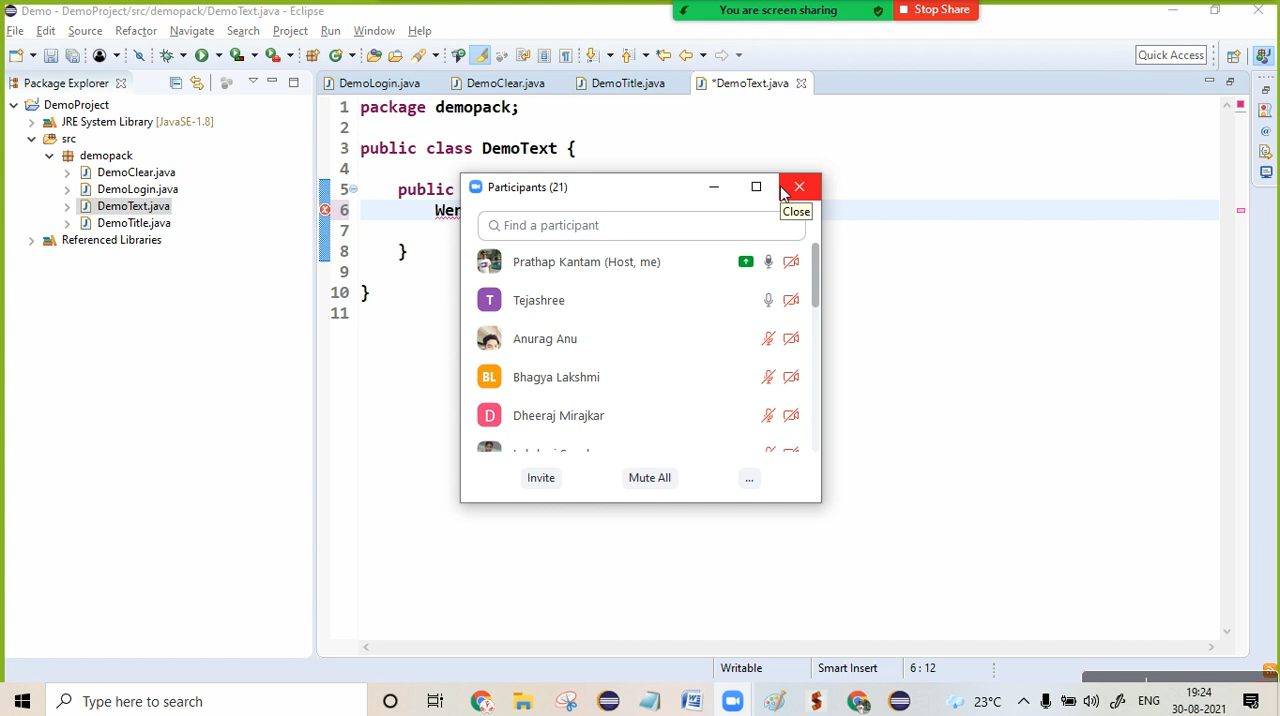 Demo - DemoProject/src/demopack/DemoText.java - Eclipse
You are screen sharing
Stop Share
File Edit Source Refactor Navigate Search Project Run Window Help
Quick Access
Package Explorer
DemoLogin.java
DemoClear.java
DemoTitle.java
*DemoText.java
DemoProject
JRE System Library [JavaSE-1.8]
src
demopack
DemoClear.java
DemoLogin.java
DemoText.java
DemoTitle.java
Referenced Libraries
1 package demopack;
2
3 public class DemoText {
4
5 public
6 Wer
7
8 }
9
10 }
11
Participants (21)
Close
Find a participant
Prathap Kantam (Host, me)
T Tejashree
Anurag Anu
BL Bhagya Lakshmi
D Dheeraj Mirajkar
Invite
Mute All
...
Writable
Smart Insert
6 : 12
Type here to search
23°C
ENG
19:24
30-08-2021